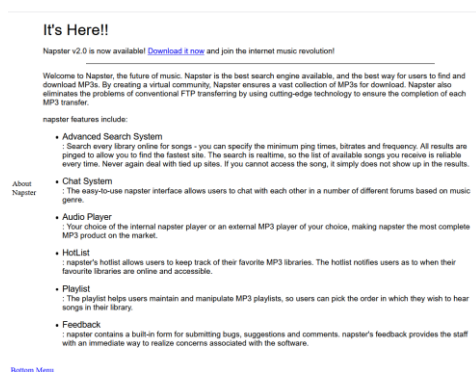 It's Here!!
Napster v2.0 is now available! Download it now and join the internet music revolution!
Welcome to Napster, the future of music. Napster is the best search engine available, and the best way for users to find and
download MP3s. By creating a virtual community, Napster ensures a vast collection of MP3s for download. Napster also
eliminates the problems of conventional FTP transferring by using cutting-edge technology to ensure the completion of each
MP3 transfer.
napster features include:
• Advanced Search System
: Search every library online for songs - you can specify the minimum ping times, bitrates and frequency. All results are
pinged to allow you to find the fastest site. The search is realtime, so the list of available songs you receive is reliable
every time. Never again deal with tied up sites. If you cannot access the song, it simply does not show up in the results.
About
Napster
• Chat System
: The easy-to-use napster interface allows users to chat with each other in a number of different forums based on music
genre.
• Audio Player
: Your choice of the internal napster player or an external MP3 player of your choice, making napster the most complete
MP3 product on the market.
• HotList
: napster's hotlist allows users to keep track of their favorite MP3 libraries. The hotlist notifies users as to when their
favourite libraries are online and accessible.
• Playlist
: The playlist helps users maintain and manipulate MP3 playlists, so users can pick the order in which they wish to hear
songs in their library.
• Feedback
: napster contains a built-in form for submitting bugs, suggestions and comments. napster's feedback provides the staff
with an immediate way to realize concerns associated with the software.
Bottom Menu